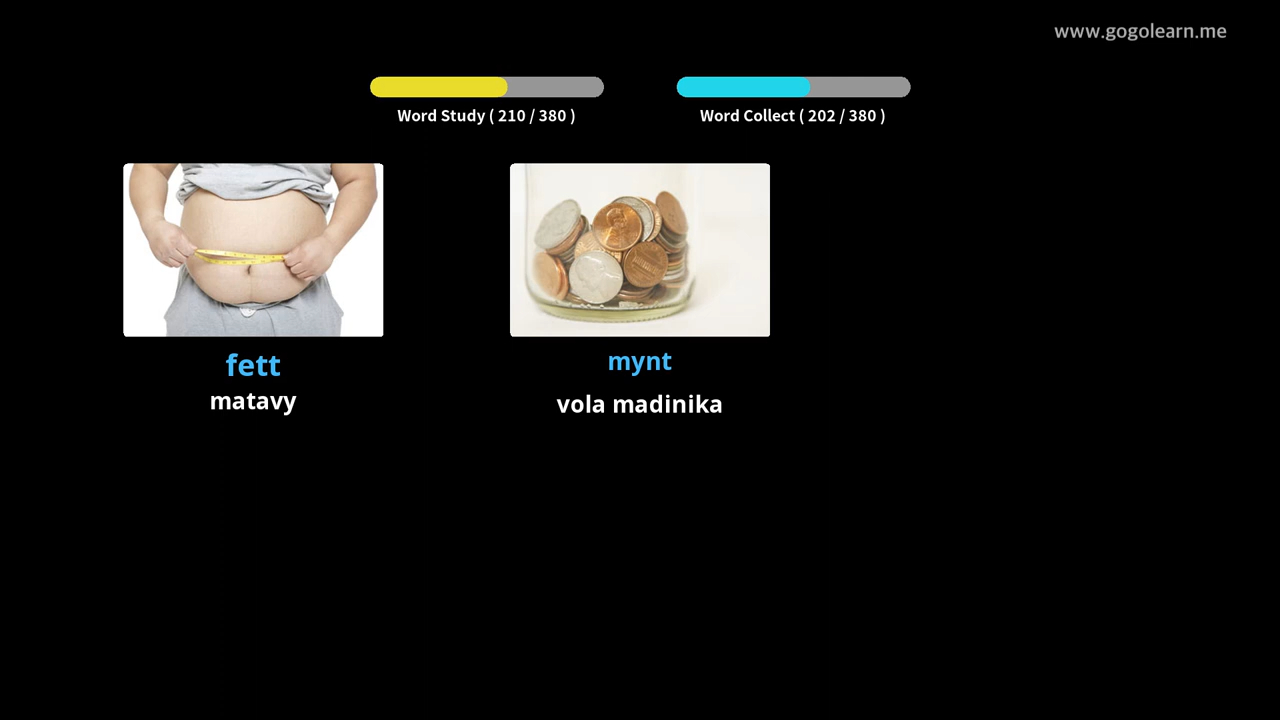 www.gogolearn.me
Word Study ( 210 / 380 )
Word Collect ( 202 / 380 )
fett
matavy
mynt
vola madinika